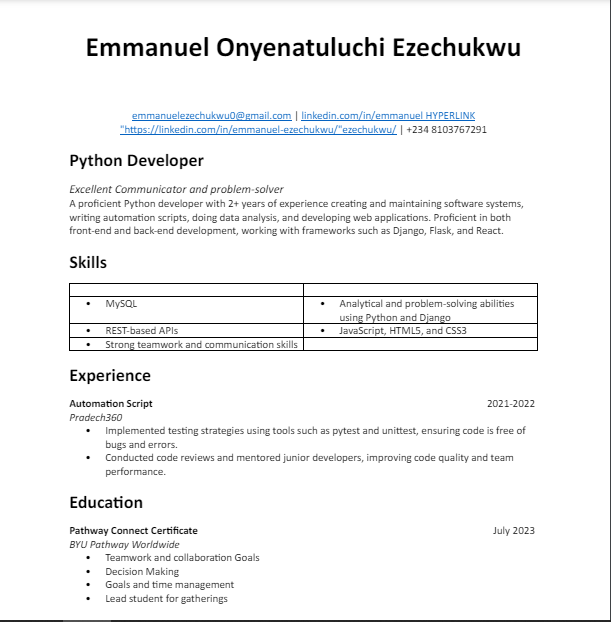 Emmanuel Onyenatuluchi Ezechukwu
emmanuelezechukwu0@gmail.com | linkedin.com/in/emmanuel HYPERLINK
"https://linkedin.com/in/emmanuel-ezechukwu/"ezechukwu/ | +234 8103767291
Python Developer
Excellent Communicator and problem-solver
A proficient Python developer with 2+ years of experience creating and maintaining software systems,
writing automation scripts, doing data analysis, and developing web applications. Proficient in both
front-end and back-end development, working with frameworks such as Django, Flask, and React.
Skills
• MySQL
• Analytical and problem-solving abilities
using Python and Django
• REST-based APIs
• JavaScript, HTML5, and CSS3
• Strong teamwork and communication skills
Experience
Automation Script 2021-2022
Pradech360
• Implemented testing strategies using tools such as pytest and unittest, ensuring code is free of
bugs and errors.
• Conducted code reviews and mentored junior developers, improving code quality and team
performance.
Education
Pathway Connect Certificate July 2023
BYU Pathway Worldwide
• Teamwork and collaboration Goals
• Decision Making
• Goals and time management
• Lead student for gatherings